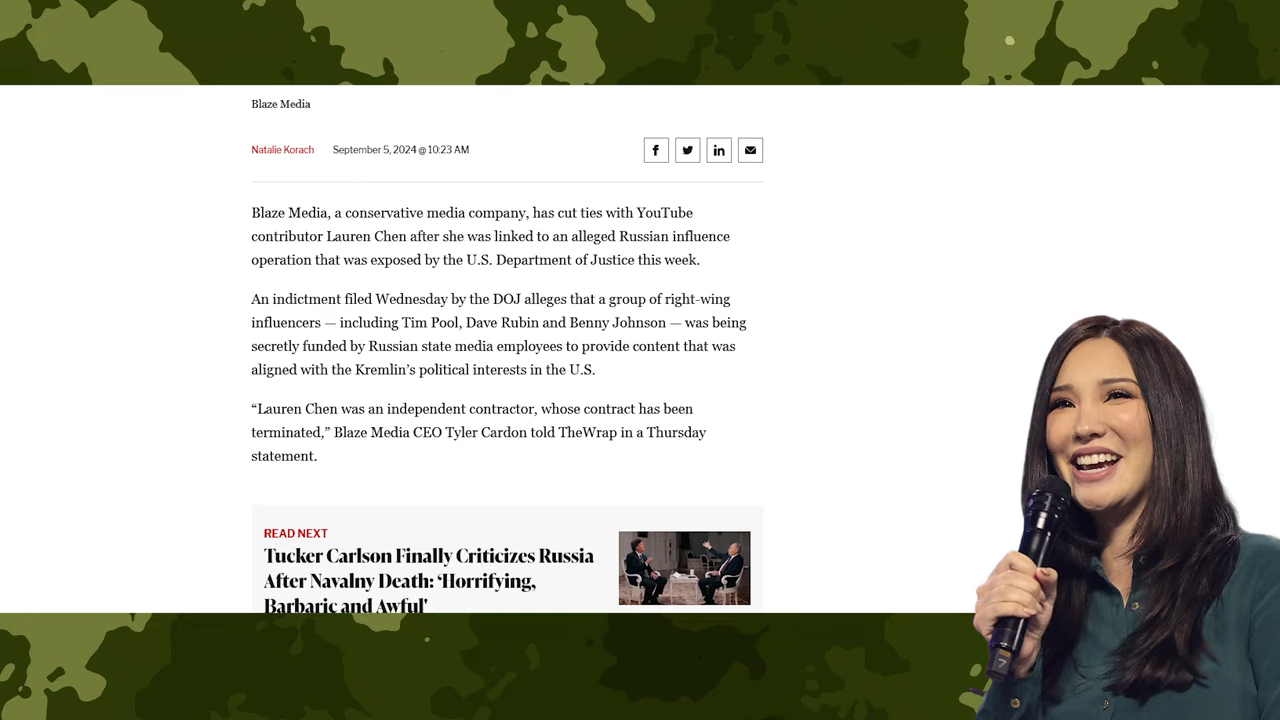 Blaze Media
Natalie Korach September 5, 2024 @ 10:23 AM
Blaze Media, a conservative media company, has cut ties with YouTube
contributor Lauren Chen after she was linked to an alleged Russian influence
operation that was exposed by the U.S. Department of Justice this week.
An indictment filed Wednesday by the DOJ alleges that a group of right-wing
influencers — including Tim Pool, Dave Rubin and Benny Johnson — was being
secretly funded by Russian state media employees to provide content that was
aligned with the Kremlin’s political interests in the U.S.
“Lauren Chen was an independent contractor, whose contract has been
terminated,” Blaze Media CEO Tyler Cardon told TheWrap in a Thursday
statement.
READ NEXT
Tucker Carlson Finally Criticizes Russia
After Navalny Death: ‘Horrifying,
Barbaric and Awful’
7